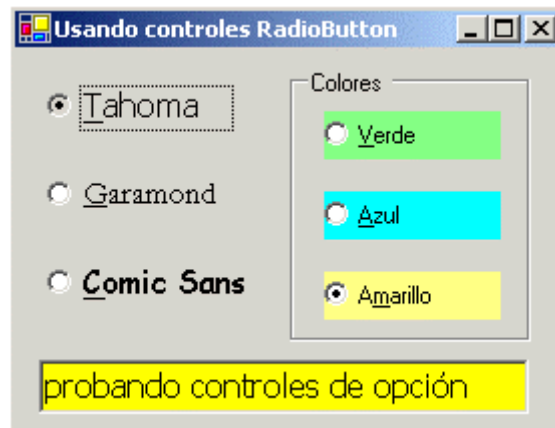 Usando controles RadioButton
Tahoma
Garamond
Comic Sans
Colores
Verde
Azul
Amarillo
probando controles de opción